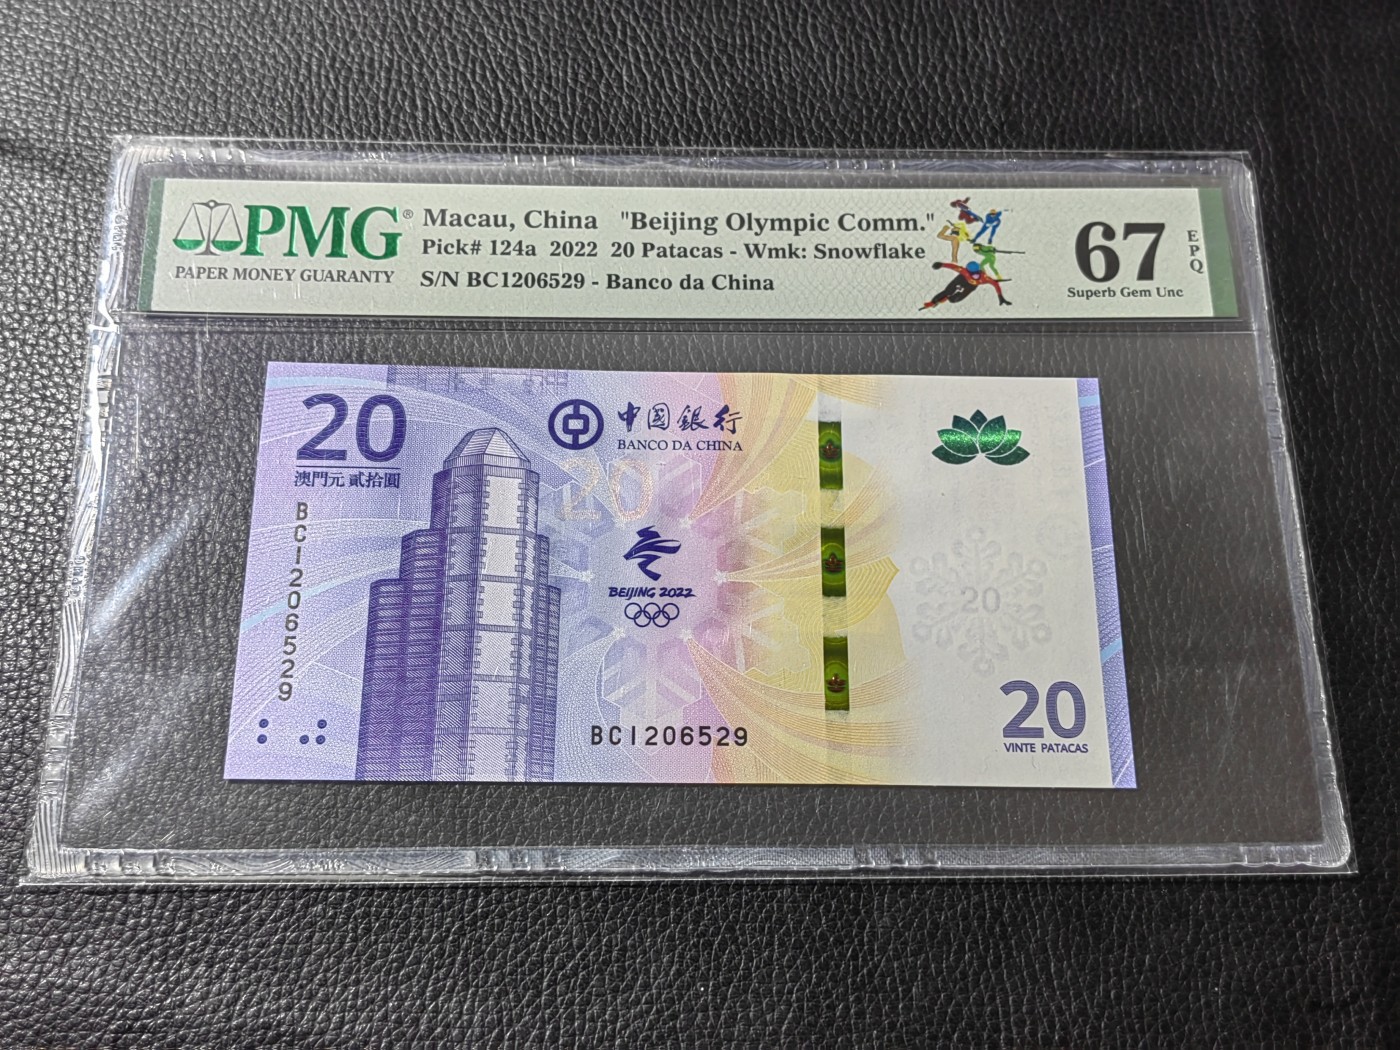 PMG®
PAPER MONEY GUARANTY
Macau, China "Beijing Olympic Comm."
Pick# 124a 2022 20 Patacas - Wmk: Snowflake
S/N BC1206529 - Banco da China
67
EPQ
Superb Gem Unc
20
澳門元 貳拾圓
中國銀行
BANCO DA CHINA
20
BC1206529
BEIJING 2022
20
BC1206529
20
VINTE PATACAS